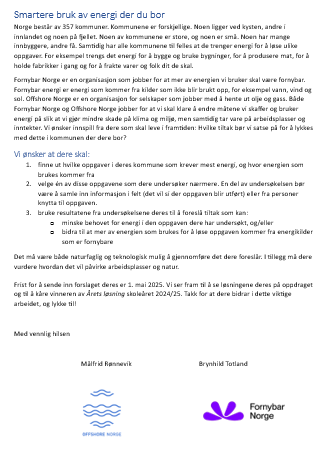 Smartere bruk av energi der du bor
Norge består av 357 kommuner. Kommunene er forskjellige. Noen ligger ved kysten, andre i
innlandet og noen på fjellet. Noen av kommunene er store, og noen er små. Noen har mange
innbyggere, andre få. Samtidig har alle kommunene til felles at de trenger energi for å løse ulike
oppgaver. For eksempel trengs det energi for å bygge og bruke bygninger, for å produsere mat, for å
holde fabrikker i gang og for å frakte varer og folk dit de skal.
Fornybar Norge er en organisasjon som jobber for at mer av energien vi bruker skal være fornybar.
Fornybar energi er energi som kommer fra kilder som ikke blir brukt opp, for eksempel vann, vind og
sol. Offshore Norge er en organisasjon for selskaper som jobber med å hente ut olje og gass. Både
Fornybar Norge og Offshore Norge jobber for at vi skal klare å endre måtene vi skaffer og bruker
energi på slik at vi gjør mindre skade på klima og miljø, men samtidig tar vare på arbeidsplasser og
inntekter. Vi ønsker innspill fra dere som skal leve i framtiden: Hvilke tiltak bør vi satse på for å lykkes
med dette i kommunen der dere bor?
Vi ønsker at dere skal:
1. finne ut hvilke oppgaver i deres kommune som krever mest energi, og hvor energien som
brukes kommer fra
2. velge én av disse oppgavene som dere undersøker nærmere. En del av undersøkelsen bør
være å samle inn informasjon i felt (det vil si der oppgaven blir utført) eller fra personer
knyttet til oppgaven.
3. bruke resultatene fra undersøkelsene deres til å foreslå tiltak som kan:
o minske behovet for energi i den oppgaven dere har undersøkt, og/eller
o bidra til at mer av energien som brukes for å løse oppgaven kommer fra energikilder
som er fornybare
Det må være både naturfaglig og teknologisk mulig å gjennomføre det dere foreslår. I tillegg må dere
vurdere hvordan det vil påvirke arbeidsplasser og natur.
Frist for å sende inn forslaget deres er 1. mai 2025. Vi ser fram til å se løsningene deres på oppdraget
og til å kåre vinneren av Årets løsning skoleåret 2024/25. Takk for at dere bidrar i dette viktige
arbeidet, og lykke til!
Med vennlig hilsen
Målfrid Rønnevik Brynhild Totland
OFFSHORE NORGE
Fornybar
Norge